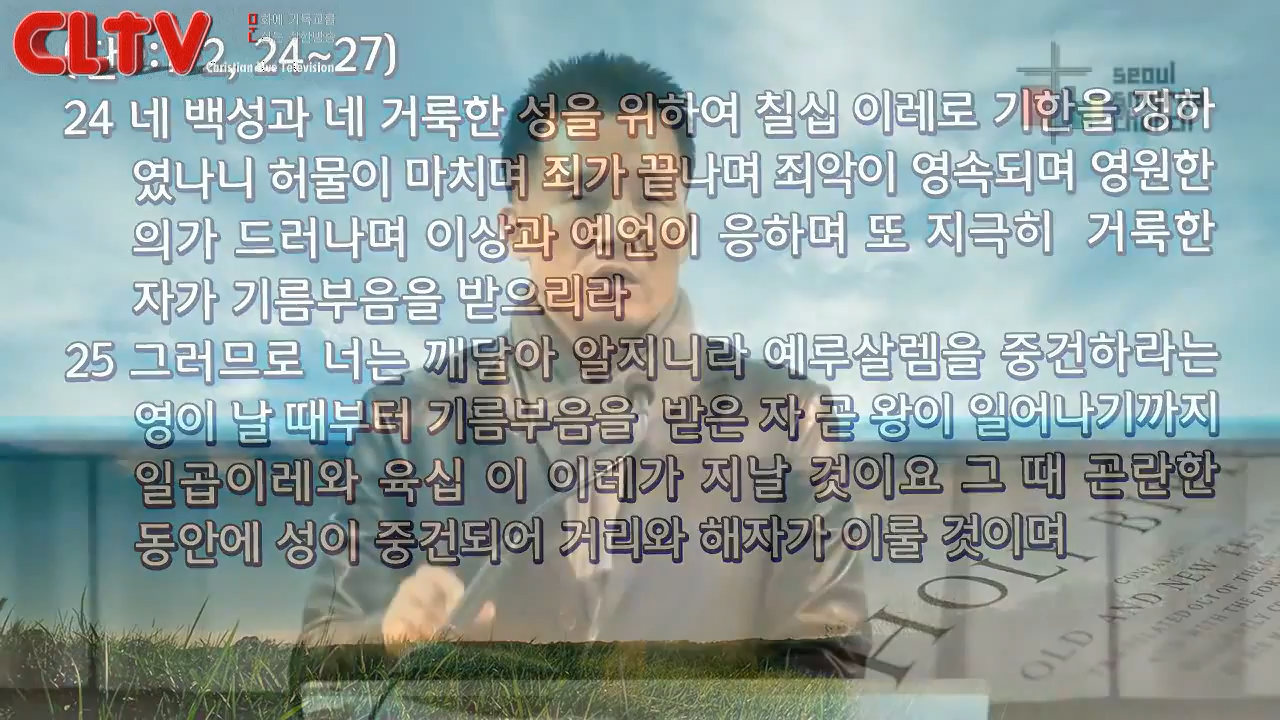 CLTV
Christian Live Television
seoul
24~27)
24 네 백성과 네 거룩한 성을 위하여 칠십 이레로 기한을 정하
였나니 허물이 마치며 죄가 끝나며 죄악이 영속되며 영원한
의가 드러나며 이상과 예언이 응하며 또 지극히 거룩한
자가 기름부음을 받으리라
25 그러므로 너는 깨달아 알지니라 예루살렘을 중건하라는
영이 날 때부터 기름부음을 받은 자 곧 왕이 일어나기까지
일곱이레와 육십 이 이레가 지날 것이요 그 때 곤란한
동안에 성이 중건되어 거리와 해자가 이룰 것이며
HOLY
OLD AND NEW